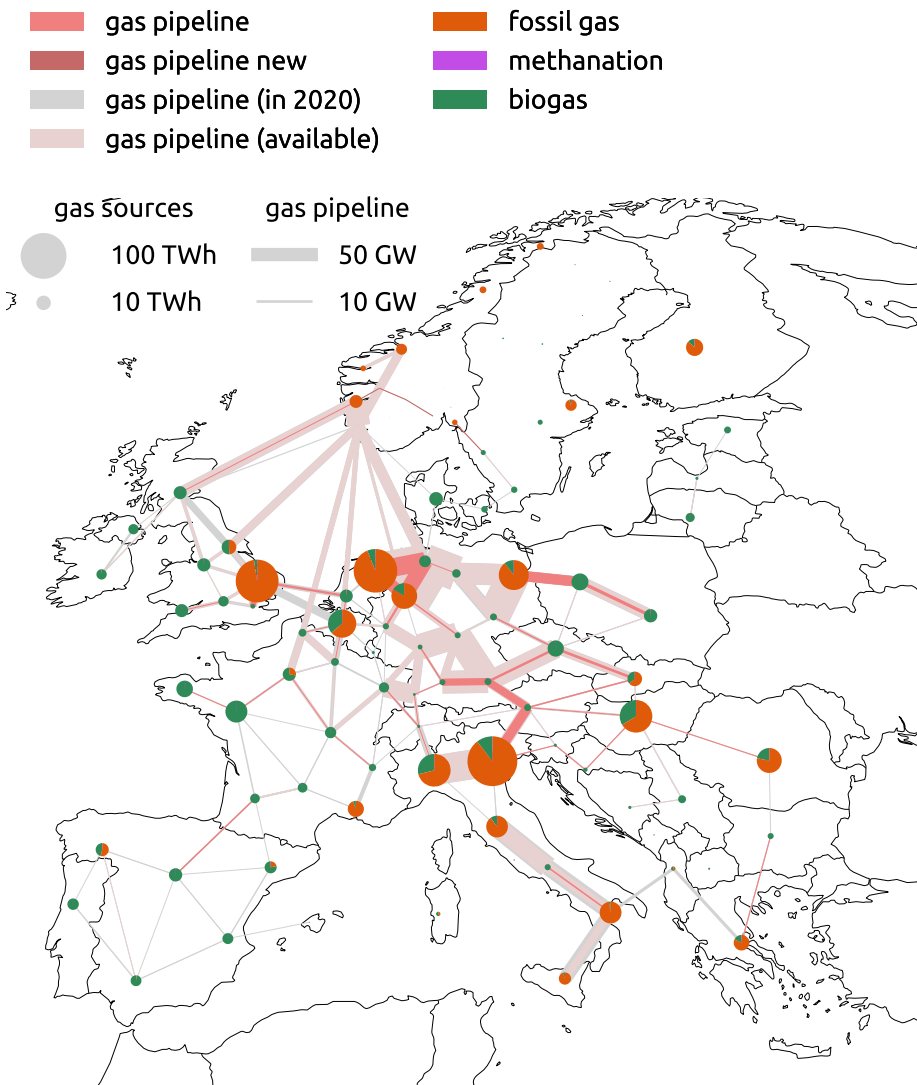 gas pipeline
gas pipeline new
gas pipeline (in 2020)
gas pipeline (available)
fossil gas
methanation
biogas
gas sources
100 TWh
10 TWh
gas pipeline
50 GW
10 GW